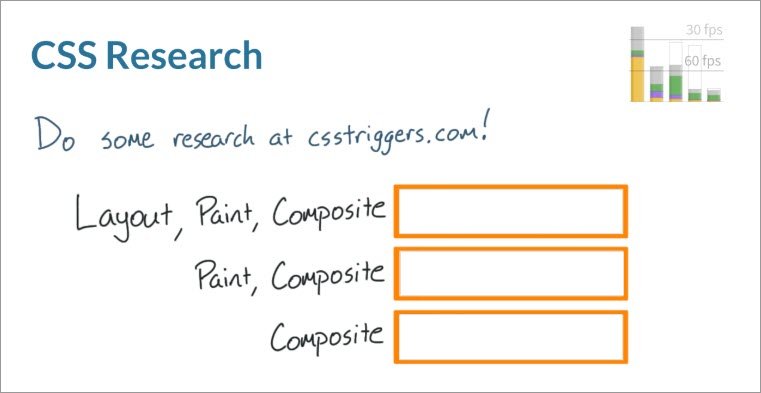 CSS Research
30 fps
60 fps
Do some research at csstriggers.com!
Layout, Paint, Composite
Paint, Composite
Composite